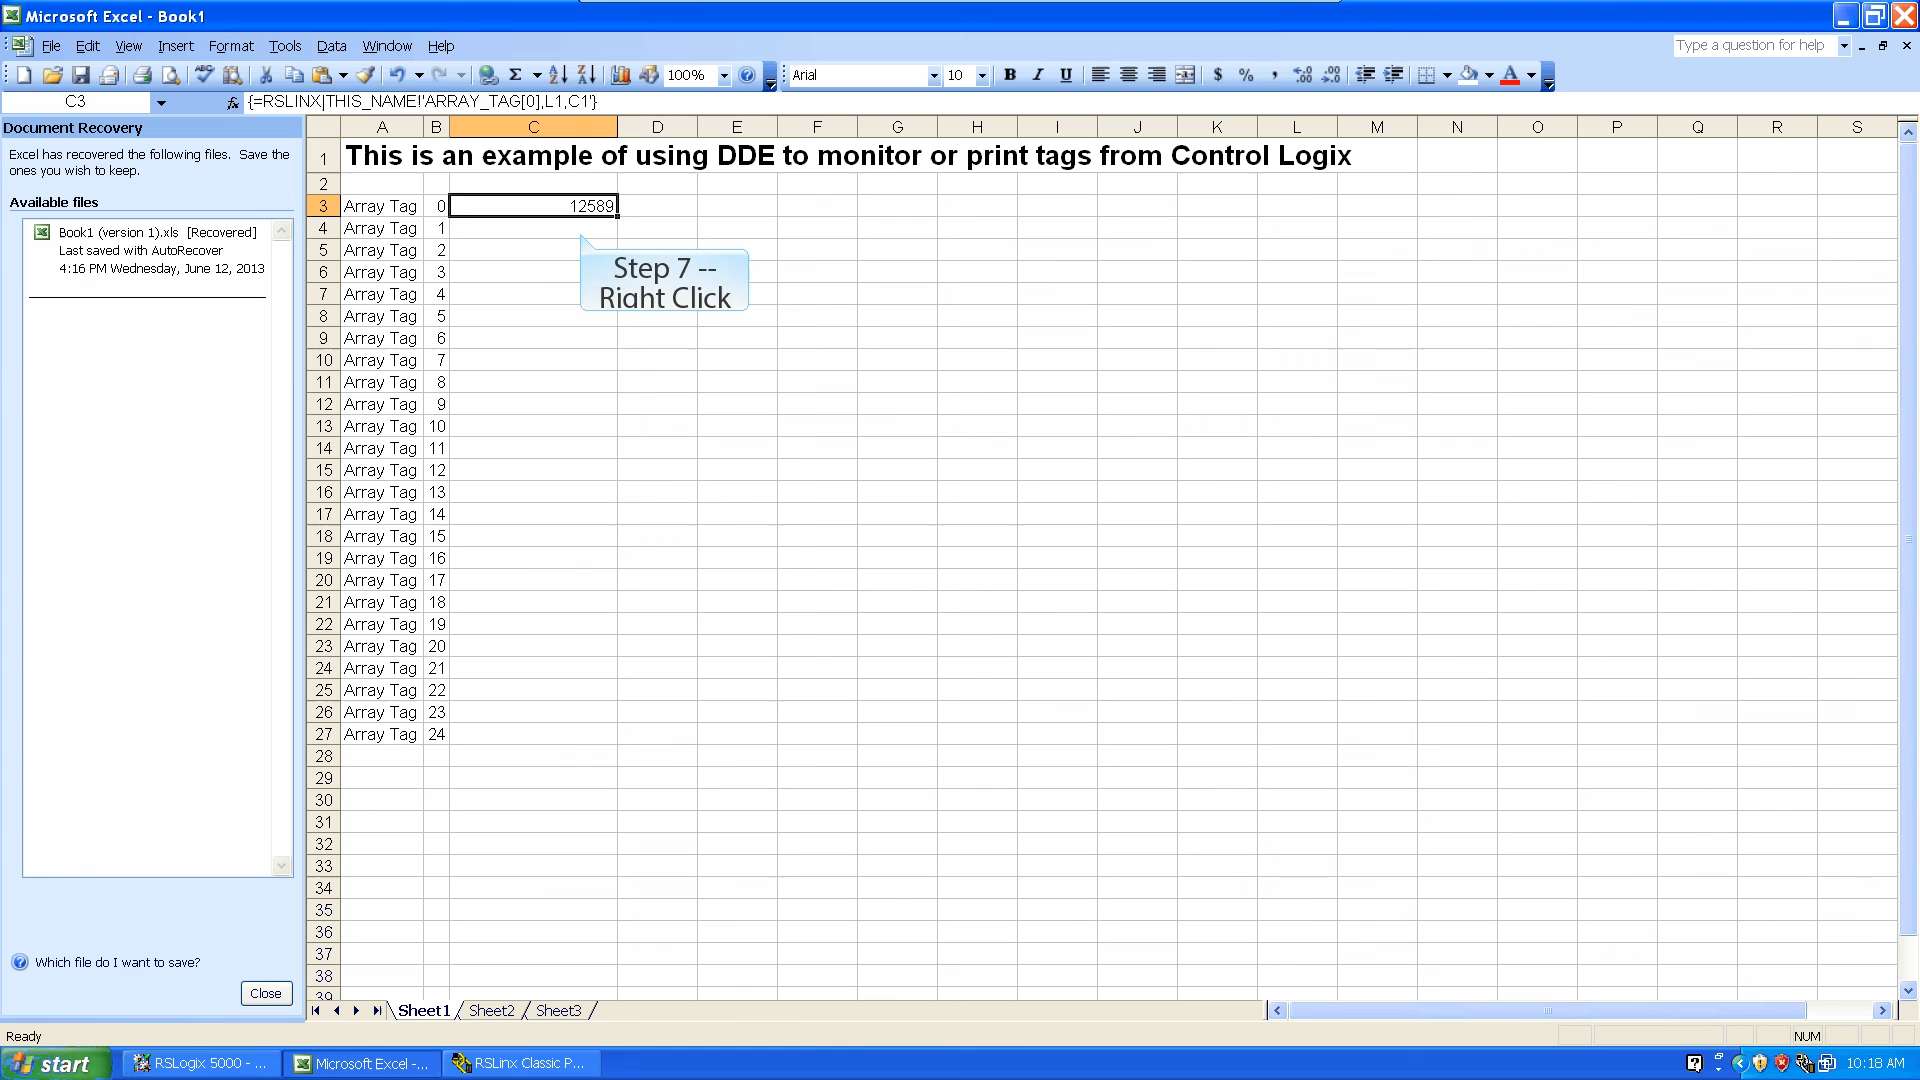 Microsoft Excel - Book1
File Edit View Insert Format Tools Data Window Help
Type a question for help
100% Arial 10 B I U $ %
C3 fx {=RSLINX|THIS_NAME!'ARRAY_TAG[0],L1,C1'}
Document Recovery
Excel has recovered the following files. Save the
ones you wish to keep.
Available files
Book1 (version 1).xls [Recovered]
Last saved with AutoRecover
4:16 PM Wednesday, June 12, 2013
Which file do I want to save?
Close
A B C D E F G H I J K L M N O P Q R S
1 This is an example of using DDE to monitor or print tags from Control Logix
2
3 Array Tag 0 12589
4 Array Tag 1
5 Array Tag 2
6 Array Tag 3
7 Array Tag 4
8 Array Tag 5
9 Array Tag 6
10 Array Tag 7
11 Array Tag 8
12 Array Tag 9
13 Array Tag 10
14 Array Tag 11
15 Array Tag 12
16 Array Tag 13
17 Array Tag 14
18 Array Tag 15
19 Array Tag 16
20 Array Tag 17
21 Array Tag 18
22 Array Tag 19
23 Array Tag 20
24 Array Tag 21
25 Array Tag 22
26 Array Tag 23
27 Array Tag 24
28
29
30
31
32
33
34
35
36
37
38
39
Step 7 --
Right Click
Sheet1 Sheet2 Sheet3
Ready
NUM
start RSLogix 5000 - ... Microsoft Excel -... RSLinx Classic P... 10:18 AM